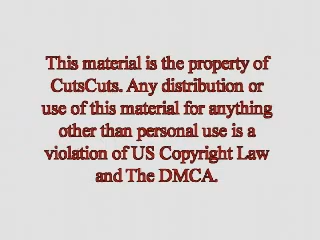 This material is the property of
CutsCuts. Any distribution or
use of this material for anything
other than personal use is a
violation of US Copyright Law
and The DMCA.